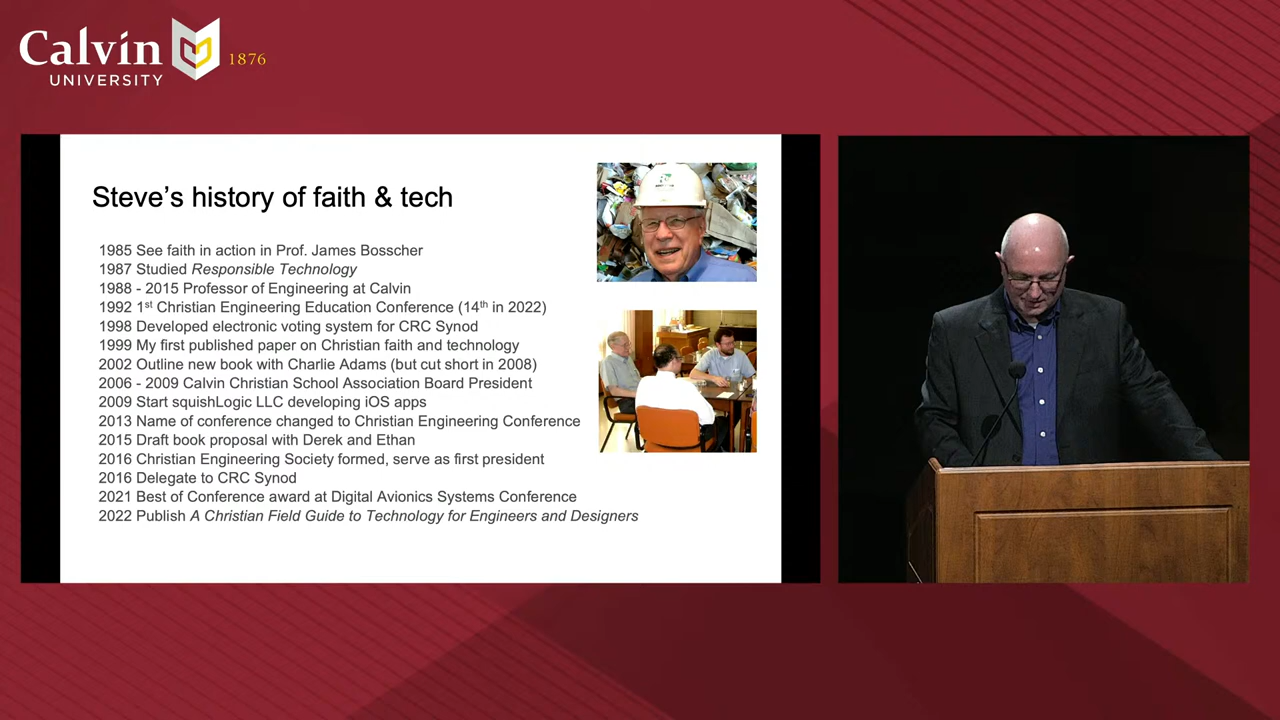 Calvin
UNIVERSITY
1876
Steve’s history of faith & tech
1985 See faith in action in Prof. James Bosscher
1987 Studied Responsible Technology
1988 - 2015 Professor of Engineering at Calvin
1992 1st Christian Engineering Education Conference (14th in 2022)
1998 Developed electronic voting system for CRC Synod
1999 My first published paper on Christian faith and technology
2002 Outline new book with Charlie Adams (but cut short in 2008)
2006 - 2009 Calvin Christian School Association Board President
2009 Start squishLogic LLC developing iOS apps
2013 Name of conference changed to Christian Engineering Conference
2015 Draft book proposal with Derek and Ethan
2016 Christian Engineering Society formed, serve as first president
2016 Delegate to CRC Synod
2021 Best of Conference award at Digital Avionics Systems Conference
2022 Publish A Christian Field Guide to Technology for Engineers and Designers